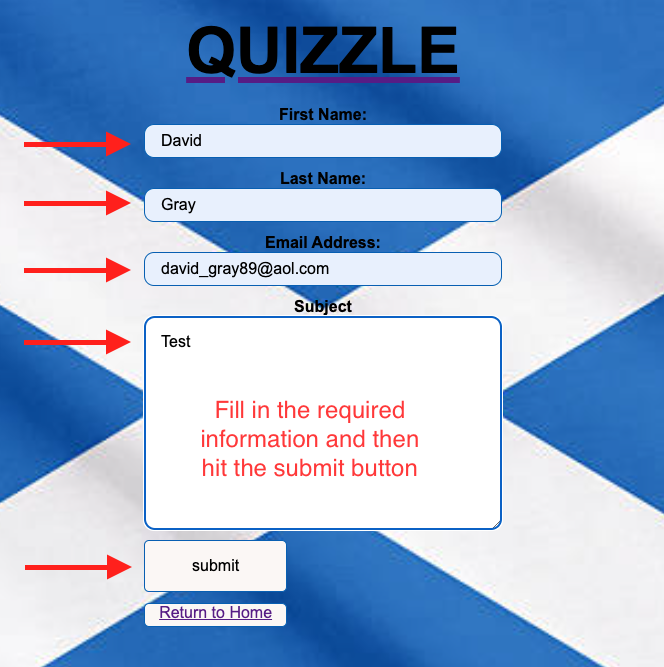 QUIZZLE
First Name:
David
Last Name:
Gray
Email Address:
david_gray89@aol.com
Subject
Test
Fill in the required
information and then
hit the submit button
submit
Return to Home